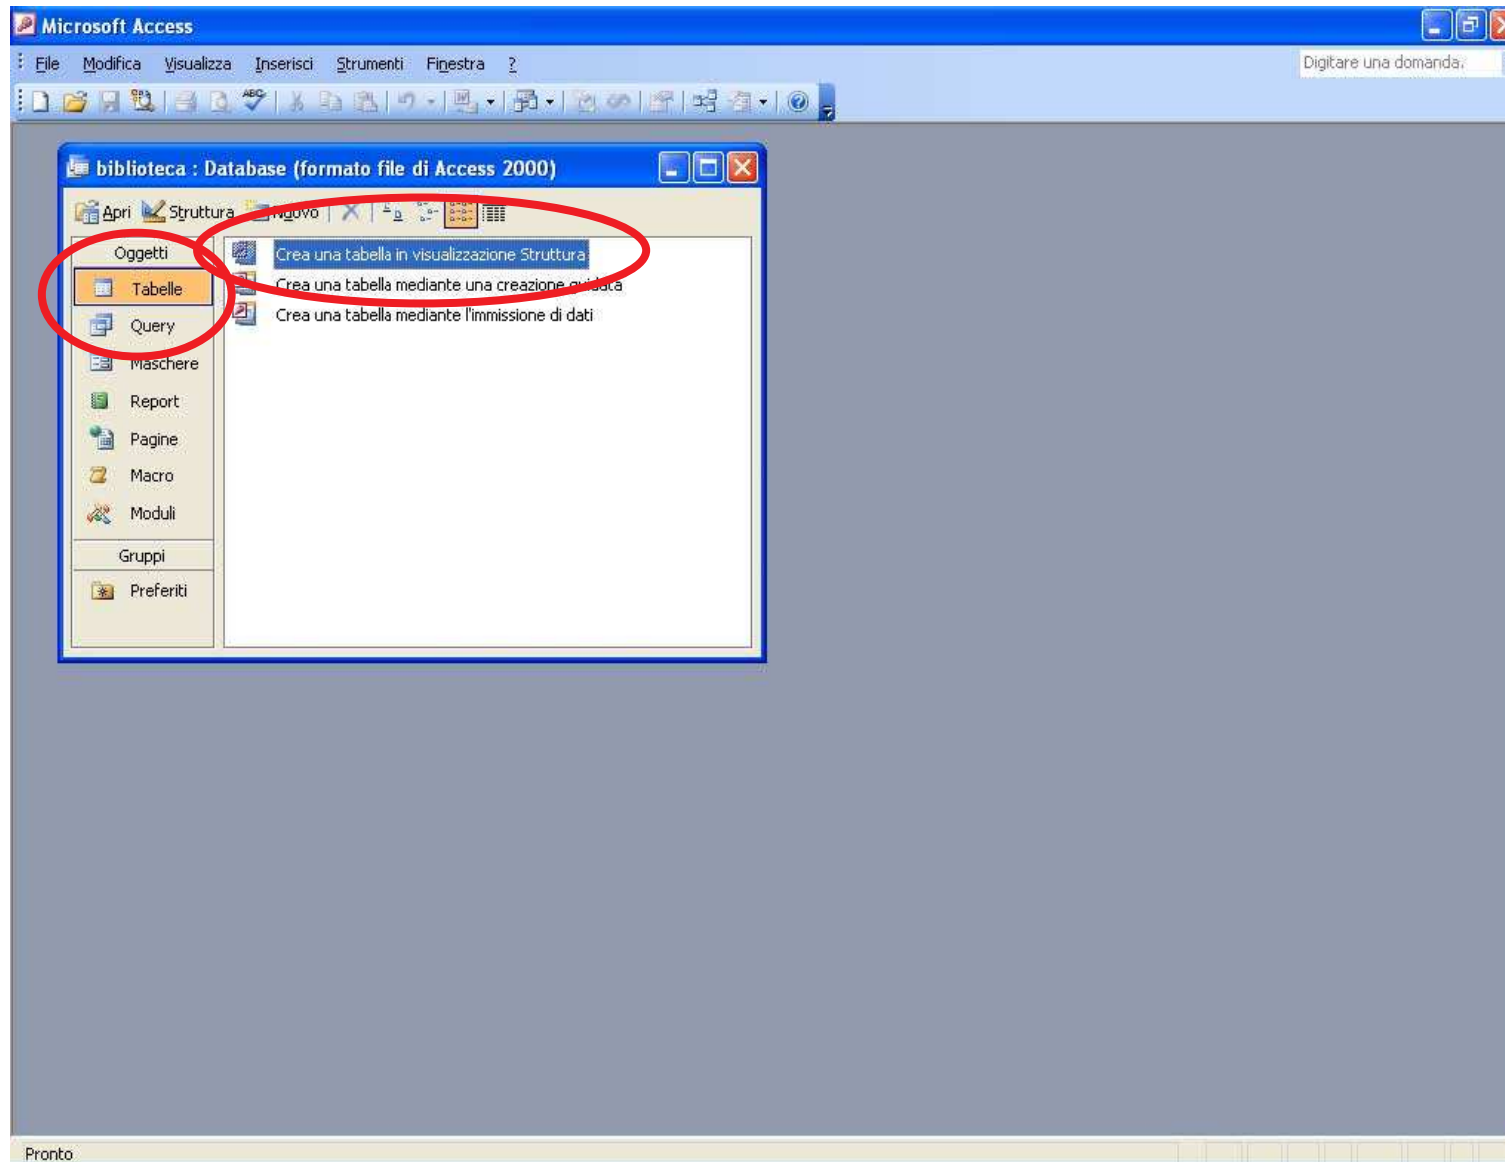 Microsoft Access
File Modifica Visualizza Inserisci Strumenti Finestra ?
Digitare una domanda.
biblioteca : Database (formato file di Access 2000)
Apri Struttura Nuovo
Oggetti
Tabelle
Query
Maschere
Report
Pagine
Macro
Moduli
Gruppi
Preferiti
Crea una tabella in visualizzazione Struttura
Crea una tabella mediante una creazione guidata
Crea una tabella mediante l'immissione di dati
Pronto